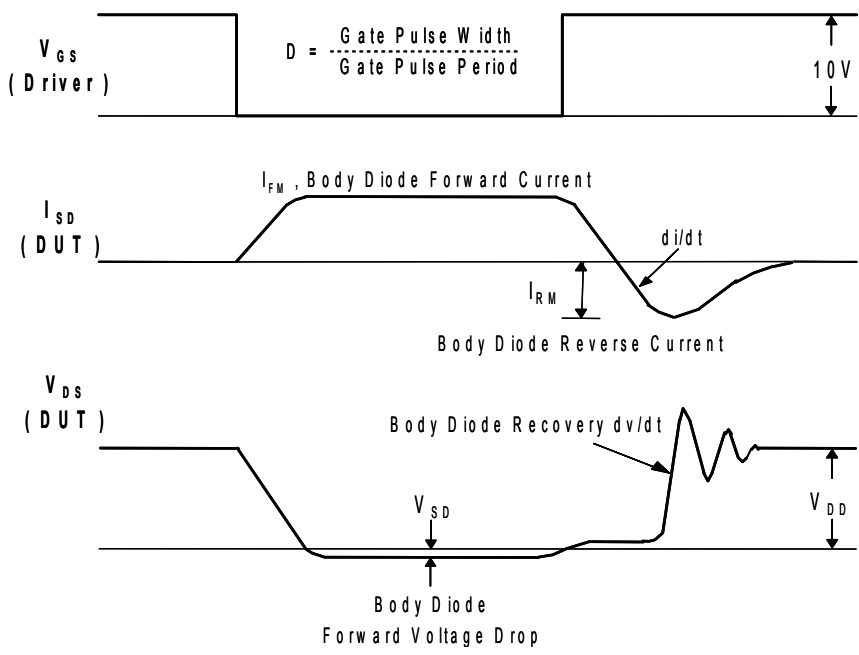 V_GS
(Driver)
D = Gate Pulse Width
Gate Pulse Period
10V
I_FM , Body Diode Forward Current
I_SD
(DUT)
di/dt
I_RM
Body Diode Reverse Current
V_DS
(DUT)
Body Diode Recovery dv/dt
V_SD
V_DD
Body Diode
Forward Voltage Drop